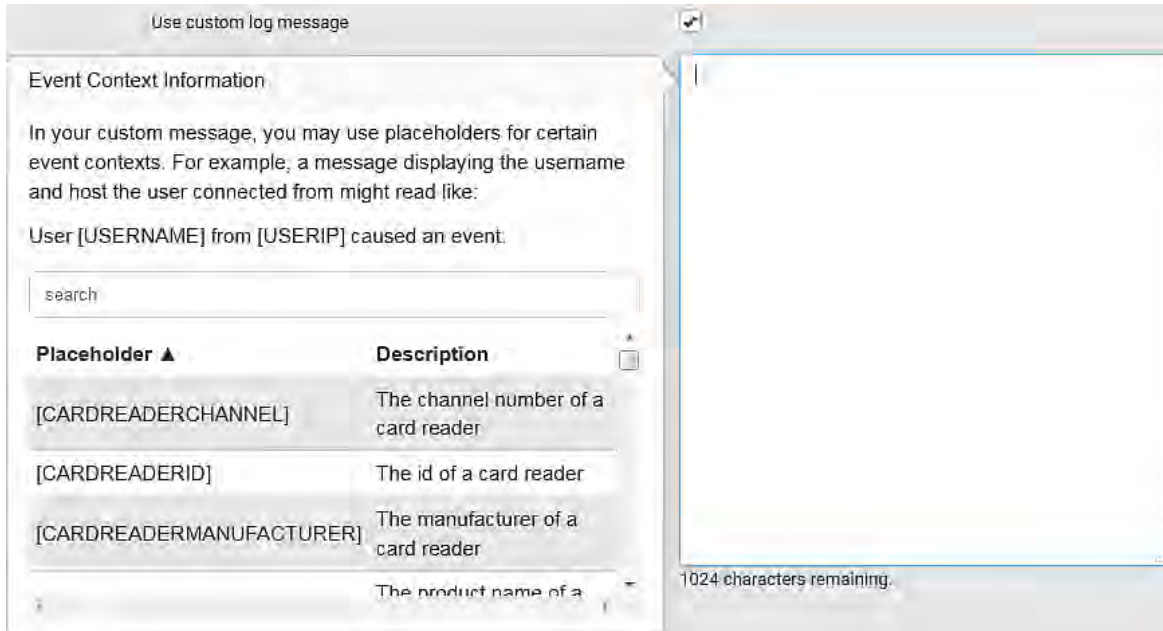 Use custom log message
Event Context Information
In your custom message, you may use placeholders for certain
event contexts. For example, a message displaying the username
and host the user connected from might read like:
User [USERNAME] from [USERIP] caused an event.
search
Placeholder ▲ Description
[CARDREADERCHANNEL] The channel number of a
card reader
[CARDREADERID] The id of a card reader
[CARDREADERMANUFACTURER] The manufacturer of a
card reader
The product name of a
1024 characters remaining.